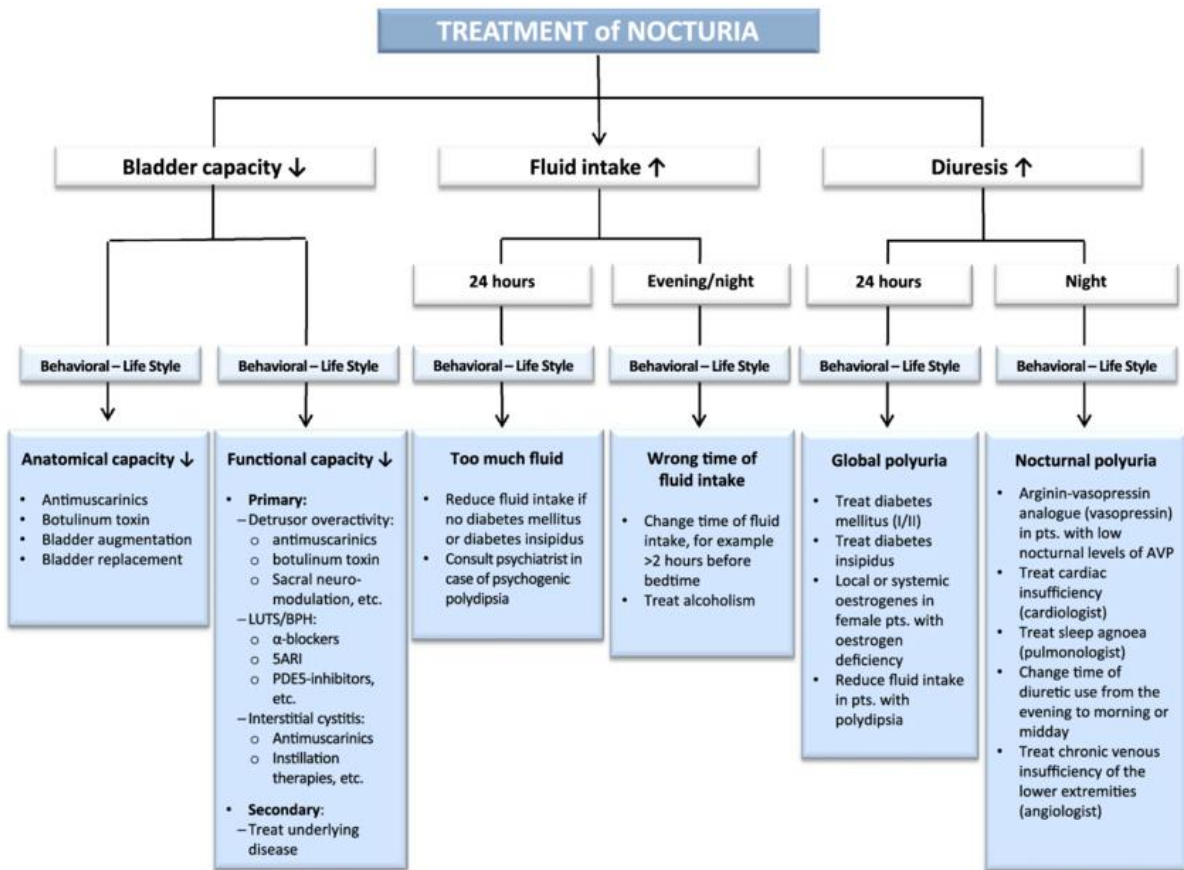 TREATMENT of NOCTURIA
Bladder capacity ↓
Fluid intake ↑
Diuresis ↑
24 hours
Evening/night
24 hours
Night
Behavioral – Life Style
Behavioral – Life Style
Behavioral – Life Style
Behavioral – Life Style
Behavioral – Life Style
Behavioral – Life Style
Anatomical capacity ↓
• Antimuscarinics
• Botulinum toxin
• Bladder augmentation
• Bladder replacement
Functional capacity ↓
• Primary:
– Detrusor overactivity:
o antimuscarinics
o botulinum toxin
o Sacral neuro-
modulation, etc.
– LUTS/BPH:
o α-blockers
o 5ARI
o PDE5-inhibitors,
etc.
– Interstitial cystitis:
o Antimuscarinics
o Instillation
therapies, etc.
• Secondary:
– Treat underlying
disease
Too much fluid
• Reduce fluid intake if
no diabetes mellitus
or diabetes insipidus
• Consult psychiatrist in
case of psychogenic
polydipsia
Wrong time of
fluid intake
• Change time of fluid
intake, for example
>2 hours before
bedtime
• Treat alcoholism
Global polyuria
• Treat diabetes
mellitus (I/II)
• Treat diabetes
insipidus
• Local or systemic
oestrogenes in
female pts. with
oestrogen
deficiency
• Reduce fluid intake
in pts. with
polydipsia
Nocturnal polyuria
• Arginin-vasopressin
analogue (vasopressin)
in pts. with low
nocturnal levels of AVP
• Treat cardiac
insufficiency
(cardiologist)
• Treat sleep agnoea
(pulmonologist)
• Change time of
diuretic use from the
evening to morning or
midday
• Treat chronic venous
insufficiency of the
lower extremities
(angiologist)